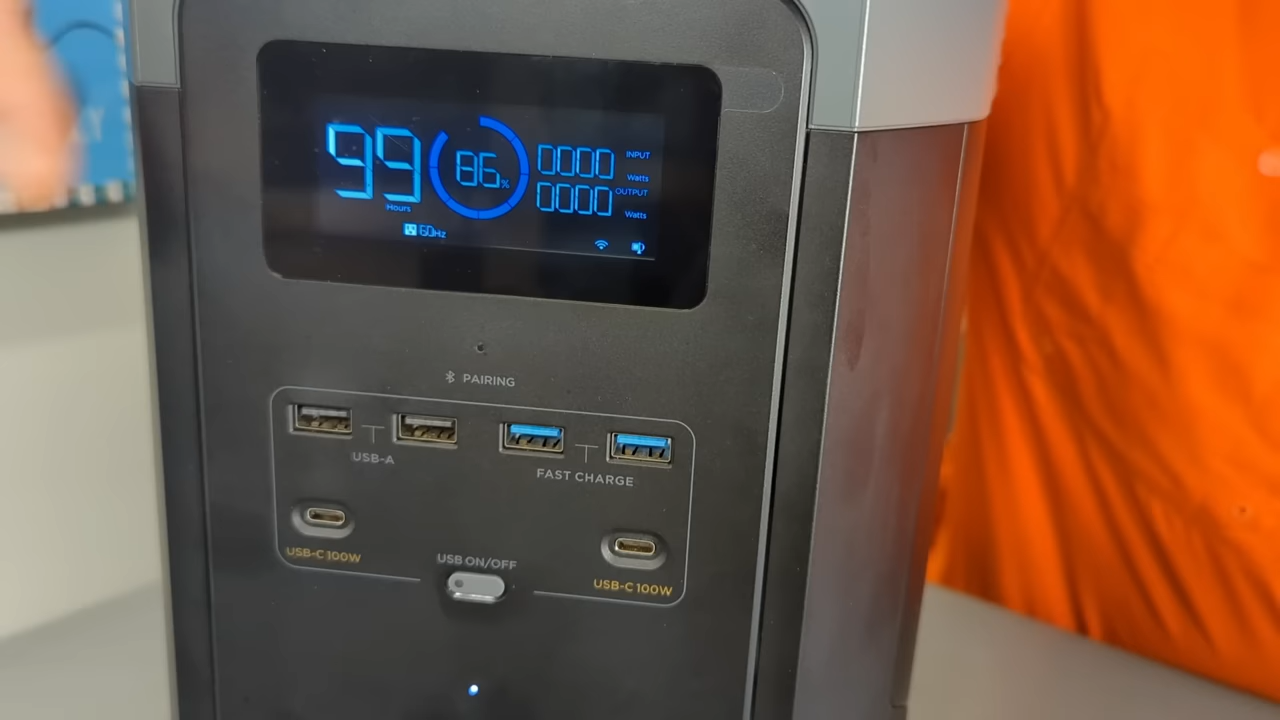 99
Hours
86%
0000 INPUT
Watts
0000 OUTPUT
Watts
60Hz
PAIRING
USB-A
FAST CHARGE
USB-C 100W
USB ON/OFF
USB-C 100W